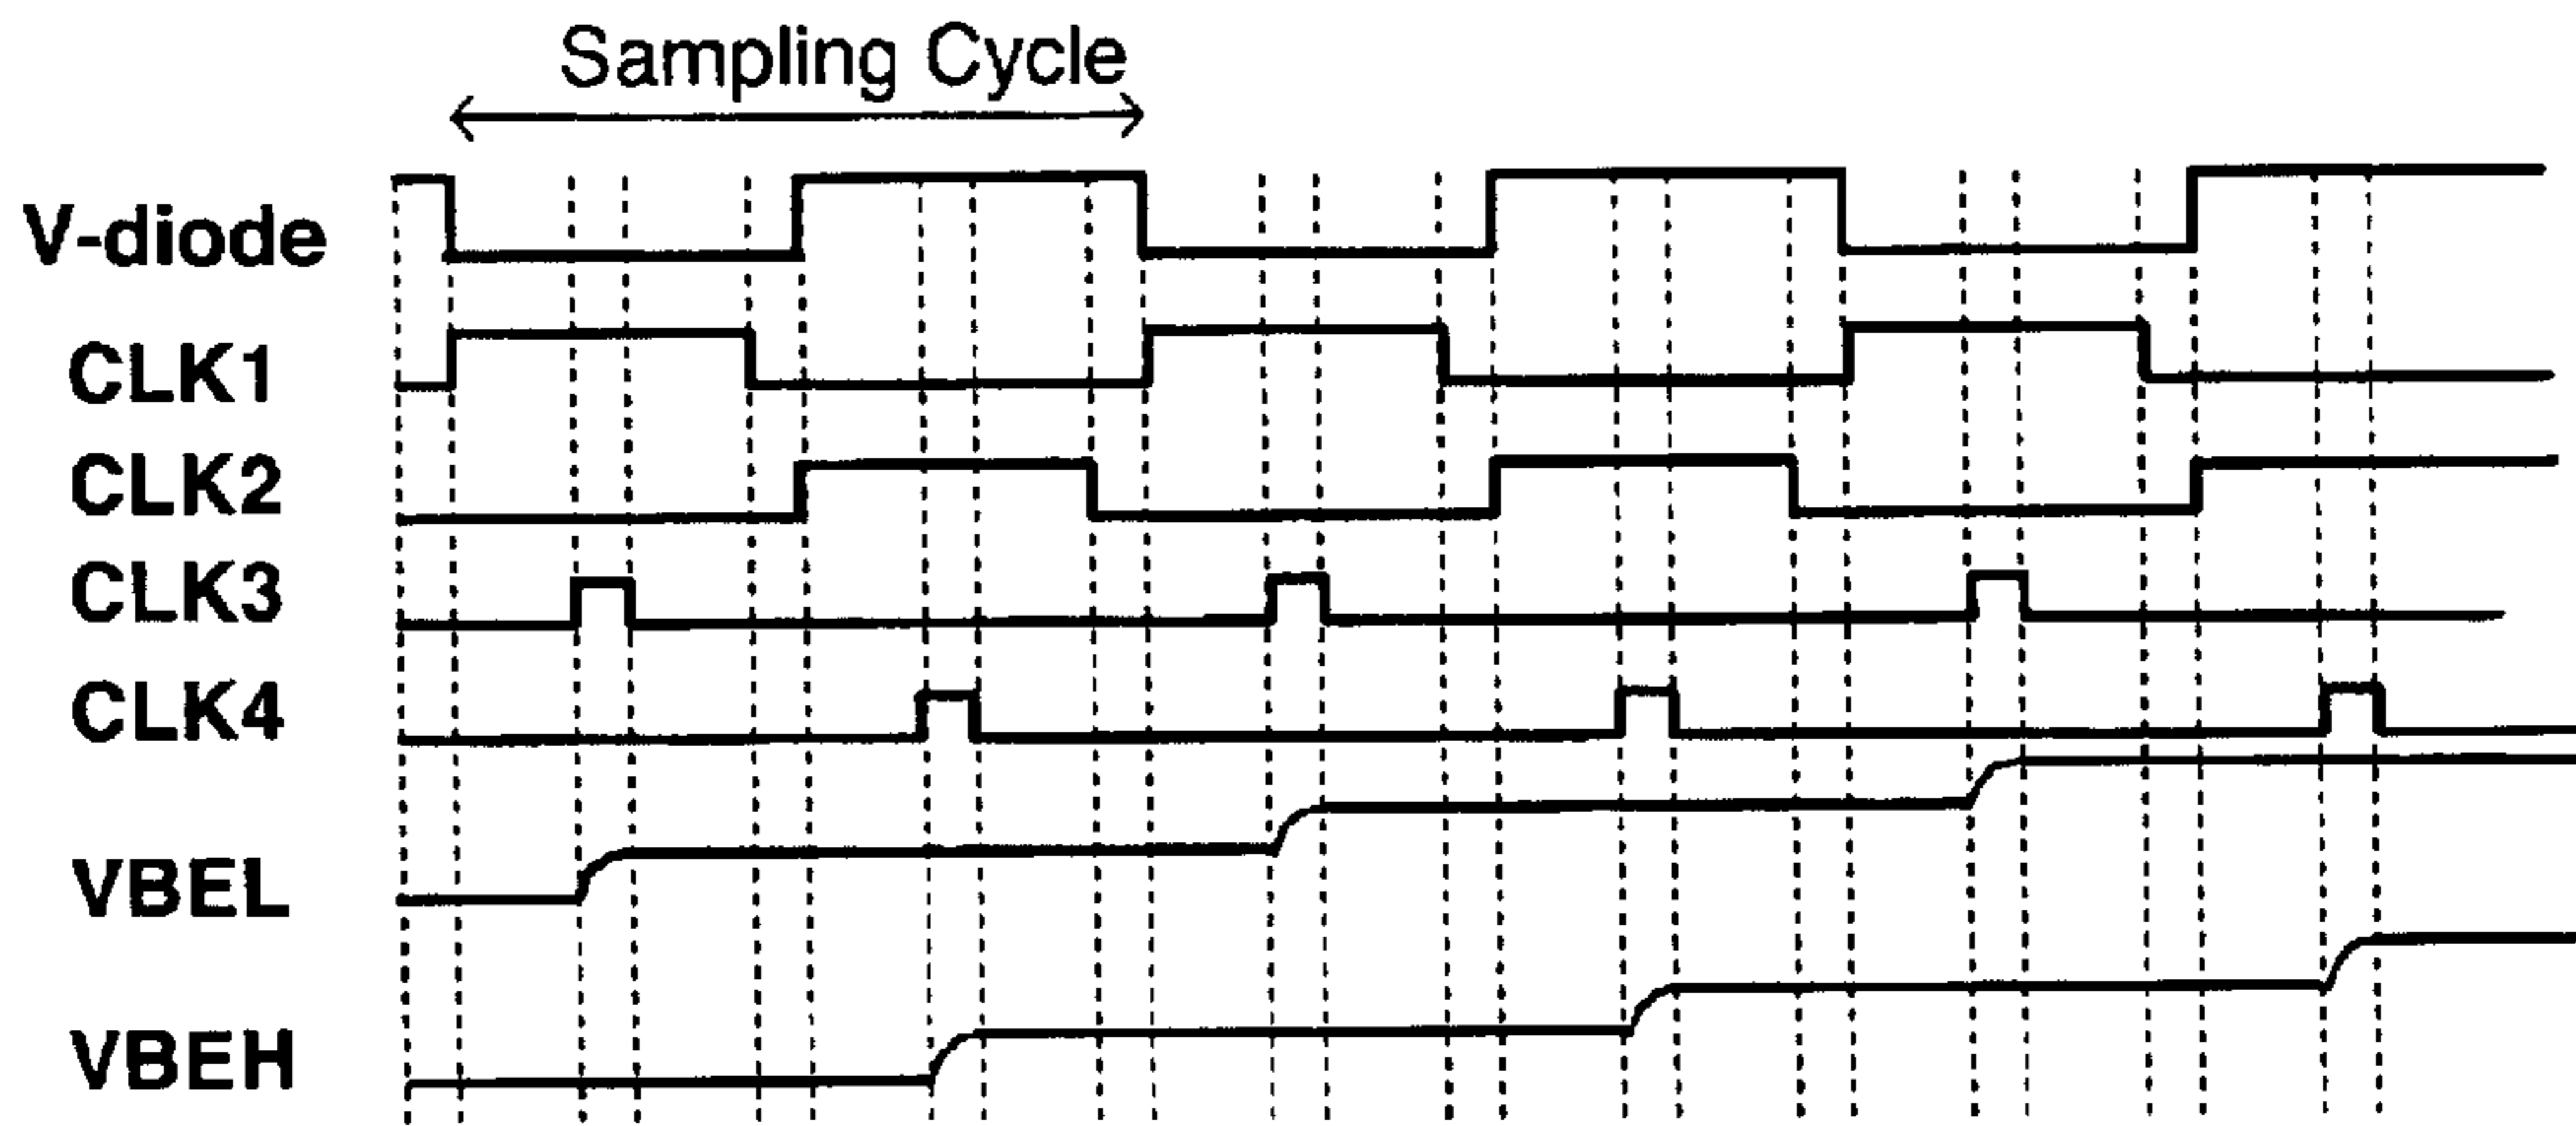 Sampling Cycle
V-diode
CLK1
CLK2
CLK3
CLK4
VBEL
VBEH